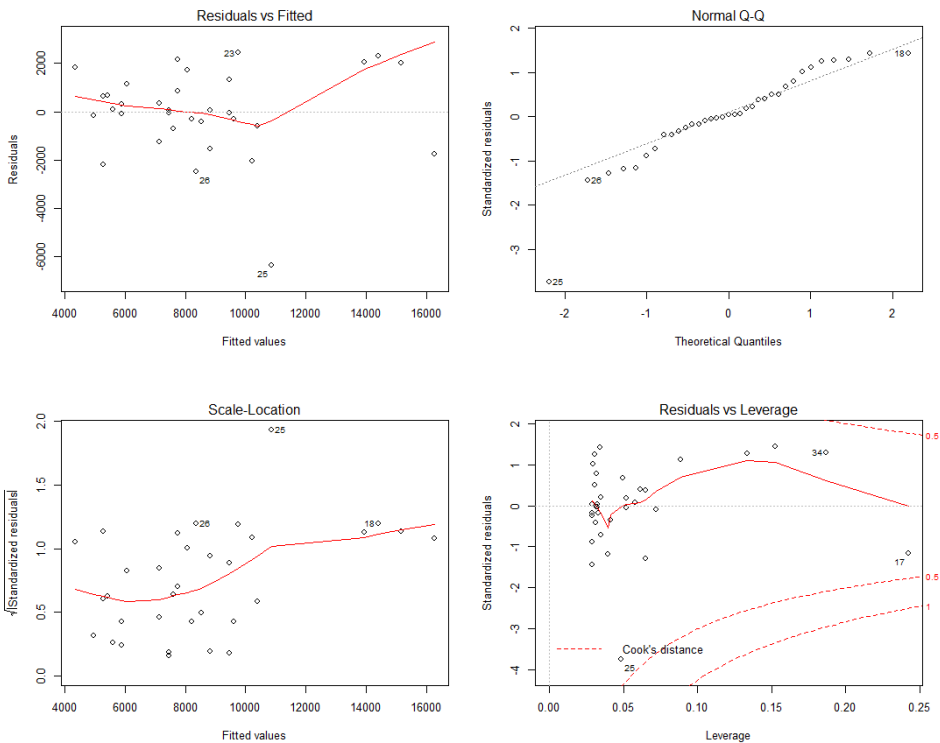 Residuals vs Fitted
Residuals
2000
0
-2000
-6000
23
26
25
4000 6000 8000 10000 12000 14000 16000
Fitted values
Normal Q-Q
Standardized residuals
2
1
0
-1
-2
-3
18
26
25
-2 -1 0 1 2
Theoretical Quantiles
Scale-Location
√|Standardized residuals|
2.0
1.5
1.0
0.5
0.0
25
26
18
4000 6000 8000 10000 12000 14000 16000
Fitted values
Residuals vs Leverage
Standardized residuals
2
1
0
-1
-2
-3
-4
0.5
34
17
0.5
1
Cook's distance
25
0.00 0.05 0.10 0.15 0.20 0.25
Leverage